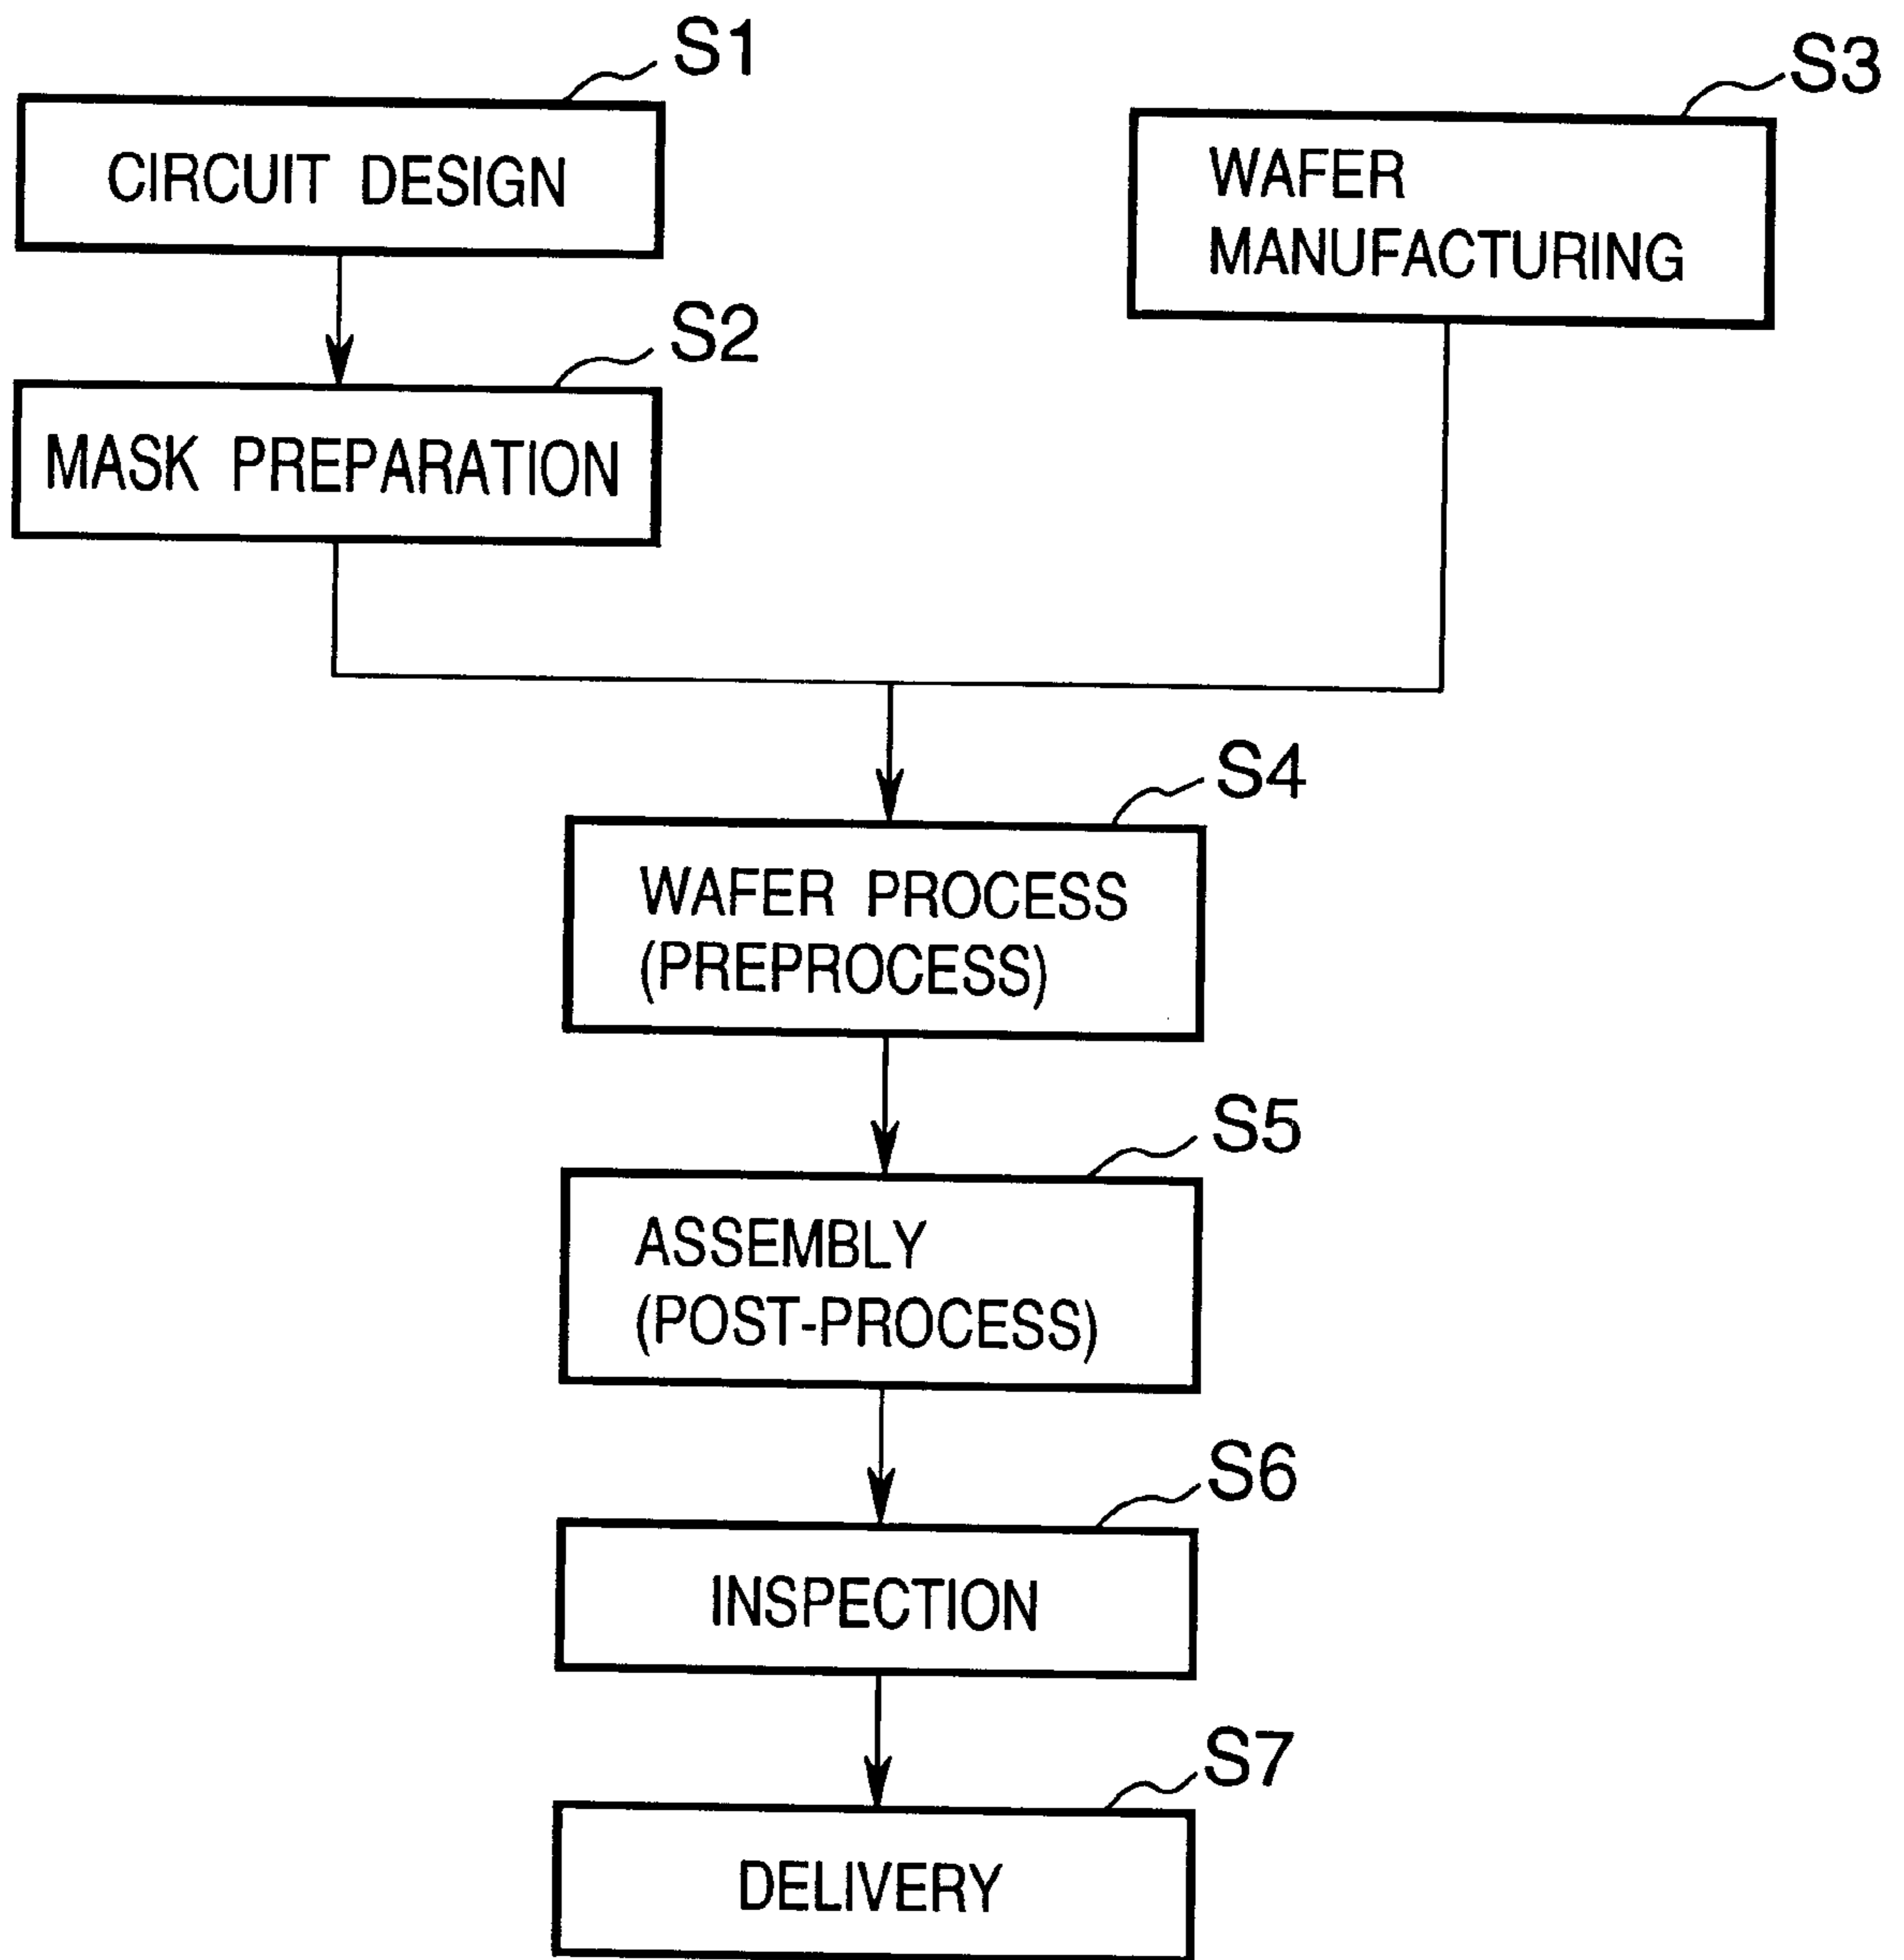 S1
CIRCUIT DESIGN
S2
MASK PREPARATION
S3
WAFER
MANUFACTURING
S4
WAFER PROCESS
(PREPROCESS)
S5
ASSEMBLY
(POST-PROCESS)
S6
INSPECTION
S7
DELIVERY